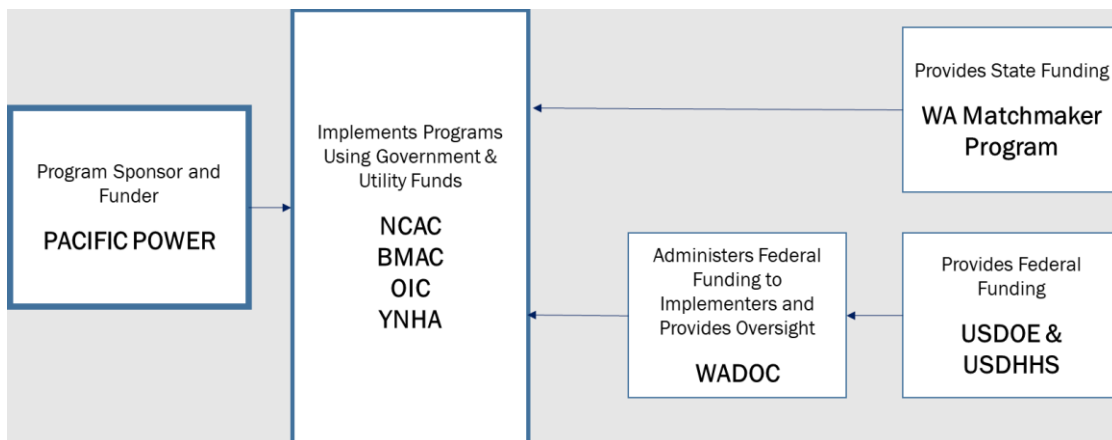 Program Sponsor and
Funder
PACIFIC POWER
Implements Programs
Using Government &
Utility Funds
NCAC
BMAC
OIC
YNHA
Provides State Funding
WA Matchmaker
Program
Administers Federal
Funding to
Implementers and
Provides Oversight
WADOC
Provides Federal
Funding
USDOE &
USDHHS